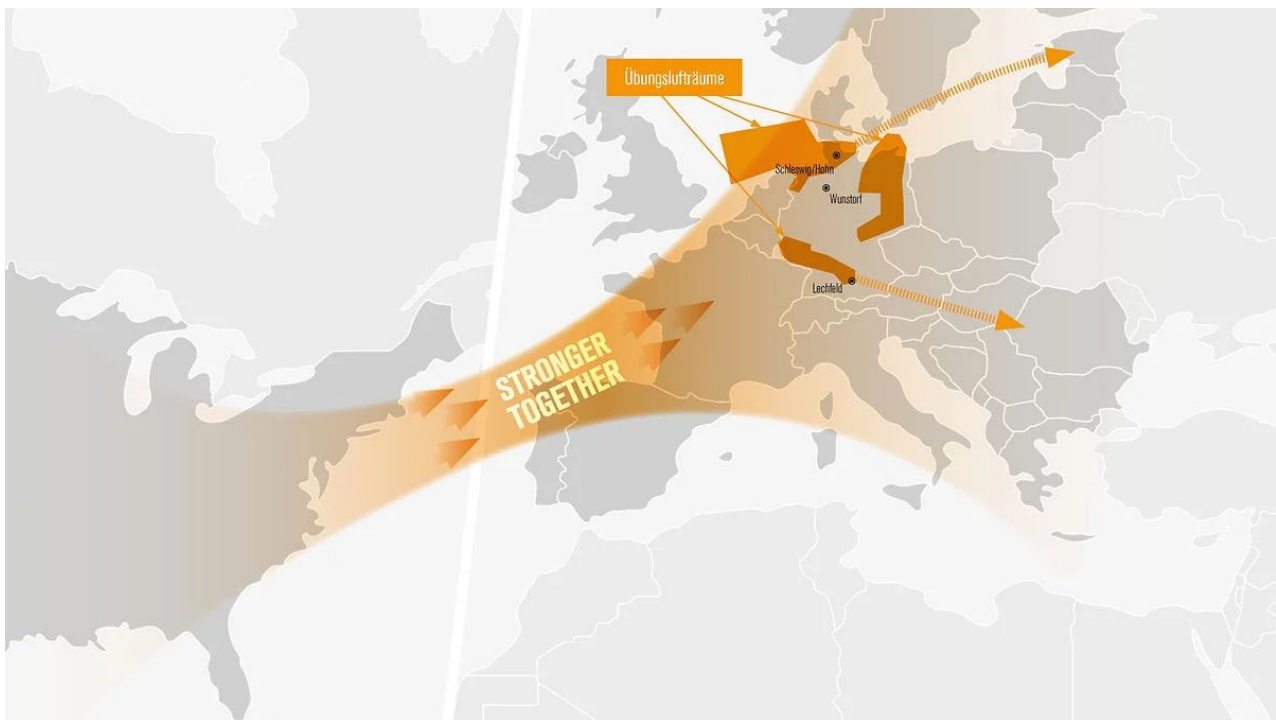 Übungslufträume
Schleswig/Hohn
Wunstorf
Lechfeld
STRONGER
TOGETHER